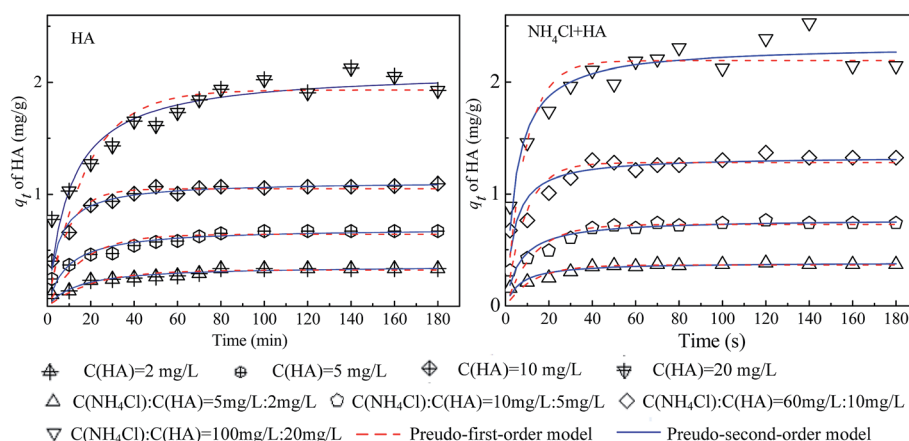 HA
NH₄Cl+HA
qₜ of HA (mg/g)
2
1
0
0 20 40 60 80 100 120 140 160 180
Time (min)
qₜ of HA (mg/g)
2
1
0
0 20 40 60 80 100 120 140 160 180
Time (s)
C(HA)=2 mg/L C(HA)=5 mg/L C(HA)=10 mg/L C(HA)=20 mg/L
C(NH₄Cl):C(HA)=5mg/L:2mg/L C(NH₄Cl):C(HA)=10mg/L:5mg/L C(NH₄Cl):C(HA)=60mg/L:10mg/L
C(NH₄Cl):C(HA)=100mg/L:20mg/L Preudo-first-order model Preudo-second-order model